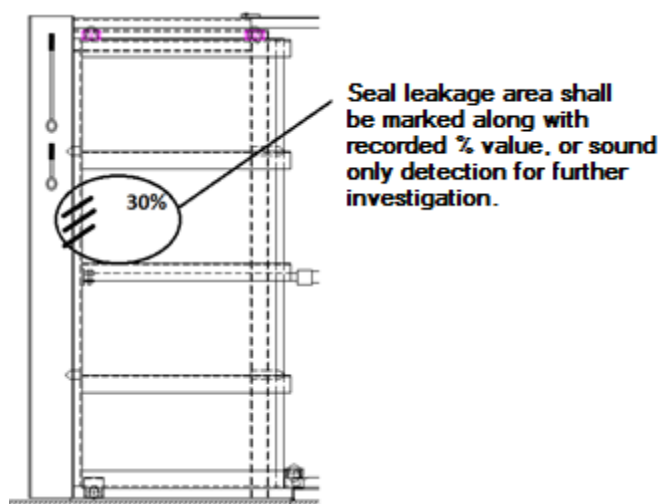 Seal leakage area shall
be marked along with
recorded % value, or sound
only detection for further
investigation.
30%